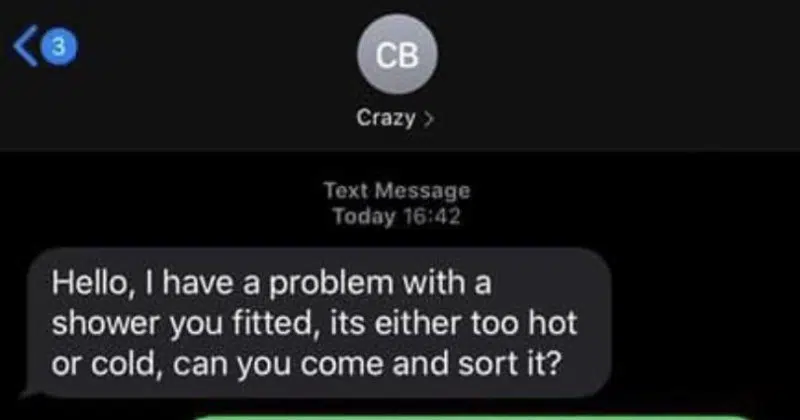 3
CB
Crazy >
Text Message
Today 16:42
Hello, I have a problem with a
shower you fitted, its either too hot
or cold, can you come and sort it?